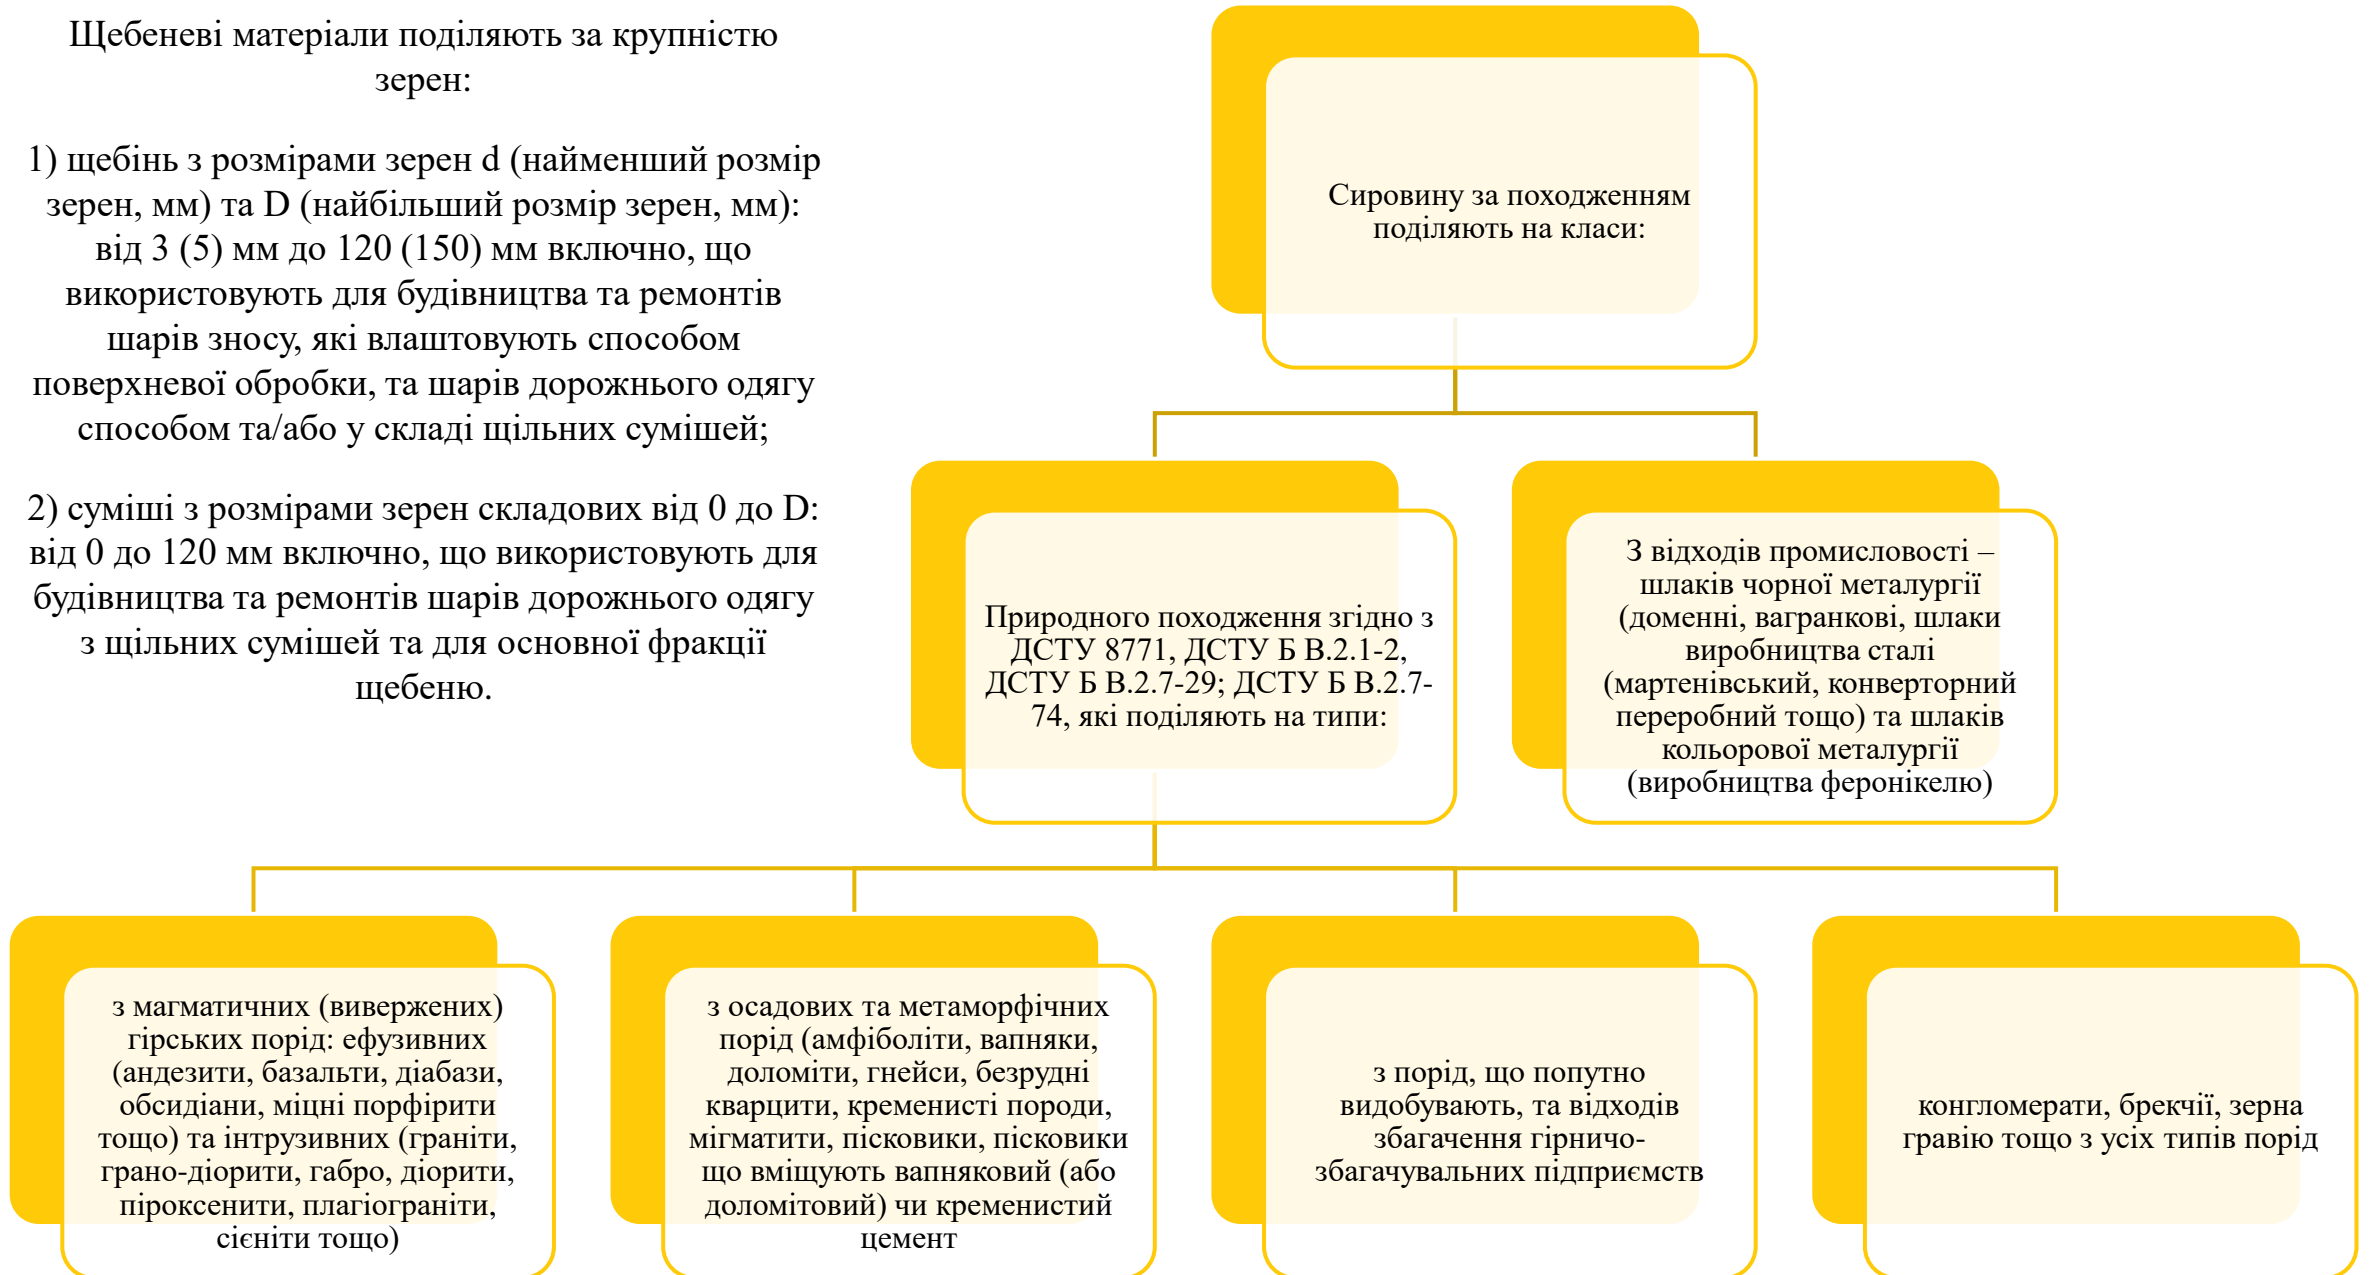 Щебеневі матеріали поділяють за крупністю
зерен:
1) щебінь з розмірами зерен d (найменший розмір
зерен, мм) та D (найбільший розмір зерен, мм):
від 3 (5) мм до 120 (150) мм включно, що
використовують для будівництва та ремонтів
шарів зносу, які влаштовують способом
поверхневої обробки, та шарів дорожнього одягу
способом та/або у складі щільних сумішей;
2) суміші з розмірами зерен складових від 0 до D:
від 0 до 120 мм включно, що використовують для
будівництва та ремонтів шарів дорожнього одягу
з щільних сумішей та для основної фракції
щебеню.
Сировину за походженням
поділяють на класи:
Природного походження згідно з
ДСТУ 8771, ДСТУ Б В.2.1-2,
ДСТУ Б В.2.7-29; ДСТУ Б В.2.7-
74, які поділяють на типи:
З відходів промисловості –
шлаків чорної металургії
(доменні, вагранкові, шлаки
виробництва сталі
(мартенівський, конверторний
переробний тощо) та шлаків
кольорової металургії
(виробництва феронікелю)
з магматичних (вивержених)
гірських порід: ефузивних
(андезити, базальти, діабази,
обсидіани, міцні порфірити
тощо) та інтрузивних (граніти,
грано-діорити, габро, діорити,
піроксенити, плагіограніти,
сієніти тощо)
з осадових та метаморфічних
порід (амфіболіти, вапняки,
доломіти, гнейси, безрудні
кварцити, кременисті породи,
мігматити, пісковики, пісковики
що вміщують вапняковий (або
доломітовий) чи кременистий
цемент
з порід, що попутно
видобувають, та відходів
збагачення гірничо-
збагачувальних підприємств
конгломерати, брекчії, зерна
гравію тощо з усіх типів порід